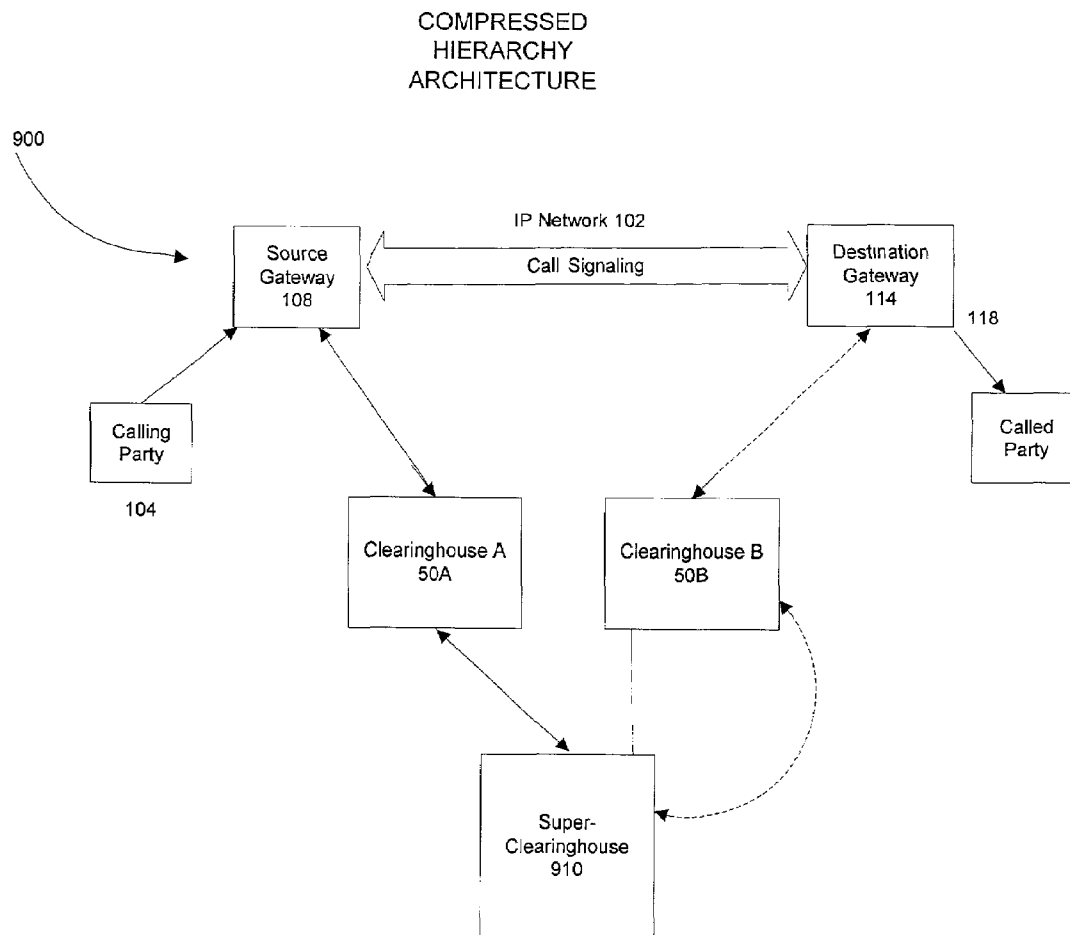 COMPRESSED
HIERARCHY
ARCHITECTURE
900
IP Network 102
Source
Gateway
108
Call Signaling
Destination
Gateway
114
118
Calling
Party
104
Called
Party
Clearinghouse A
50A
Clearinghouse B
50B
Super-
Clearinghouse
910